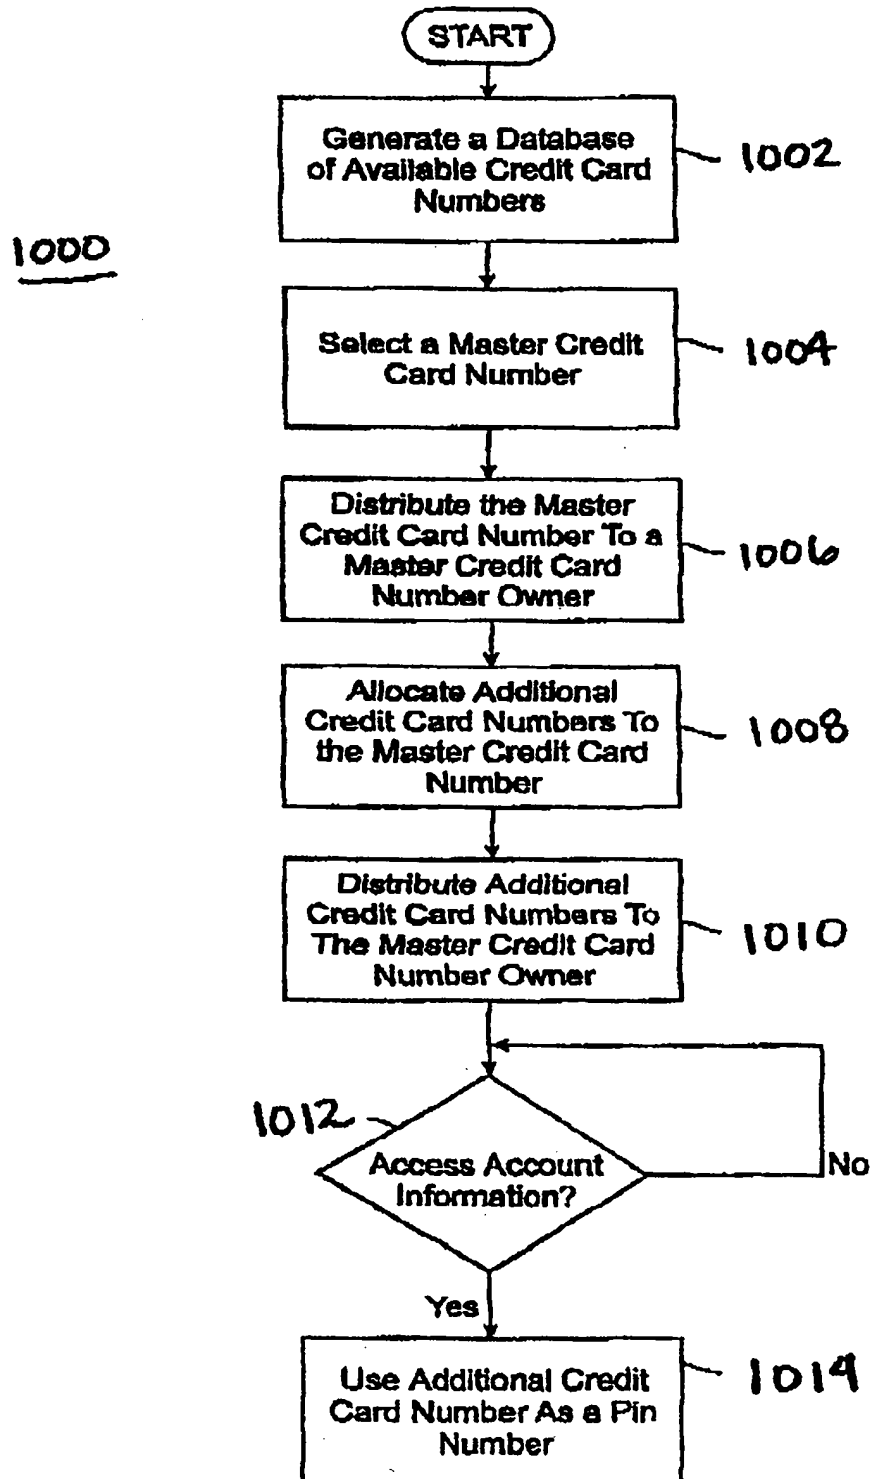 START
Generate a Database
of Available Credit Card
Numbers
1002
1000
Select a Master Credit
Card Number
1004
Distribute the Master
Credit Card Number To a
Master Credit Card
Number Owner
1006
Allocate Additional
Credit Card Numbers To
the Master Credit Card
Number
1008
Distribute Additional
Credit Card Numbers To
The Master Credit Card
Number Owner
1010
1012
Access Account
Information?
No
Yes
Use Additional Credit
Card Number As a Pin
Number
1014